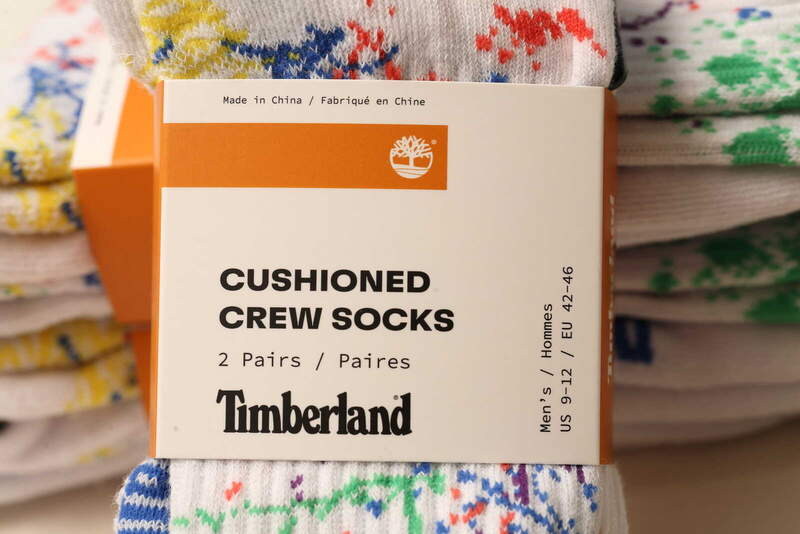 Made in China / Fabriqué en Chine
CUSHIONED
CREW SOCKS
2 Pairs / Paires
Timberland®
Men's / Hommes
US 9-12 / EU 42-46